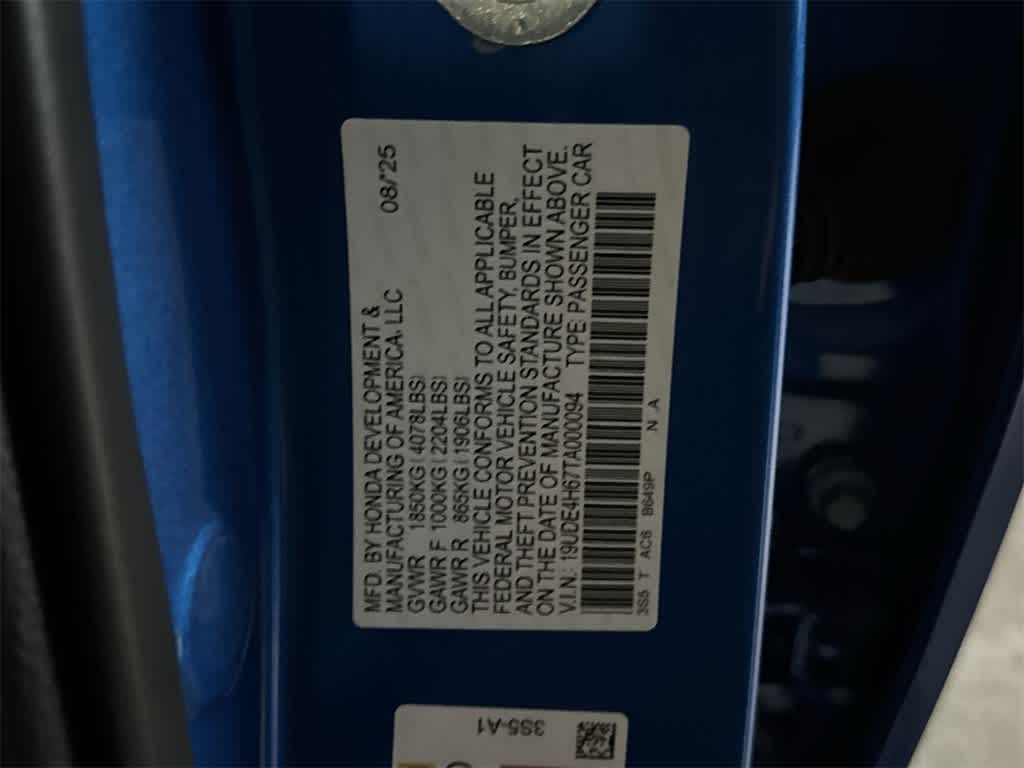 MFD. BY HONDA DEVELOPMENT &
MANUFACTURING OF AMERICA, LLC 08/'25
GVWR 1850KG(4078LBS)
GAWR F 1000KG(2204LBS)
GAWR R 865KG(1906LBS)
THIS VEHICLE CONFORMS TO ALL APPLICABLE
FEDERAL MOTOR VEHICLE SAFETY, BUMPER,
AND THEFT PREVENTION STANDARDS IN EFFECT
ON THE DATE OF MANUFACTURE SHOWN ABOVE.
V.I.N.: 19UDE4H67TA000094 TYPE: PASSENGER CAR
3S5 T AC6 B649P N A
3S5-A1